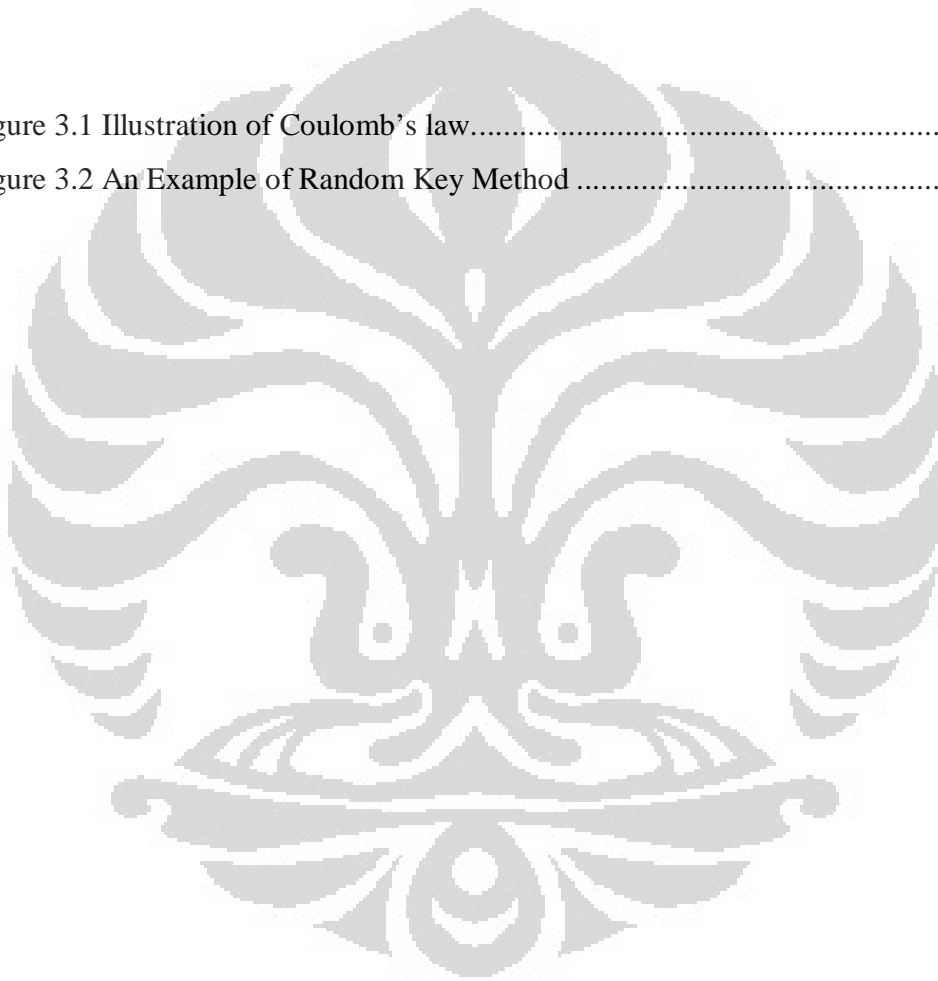 gure 3.1 Illustration of Coulomb’s law...............................................................................
gure 3.2 An Example of Random Key Method .............................................................